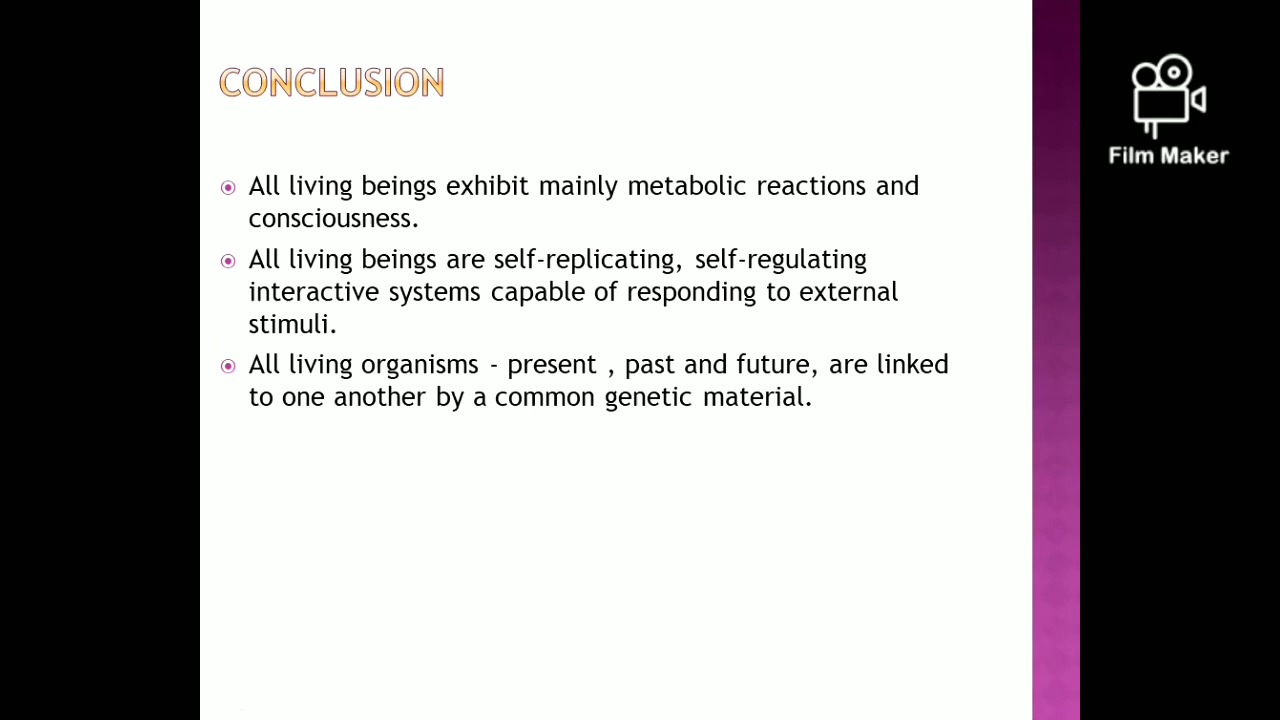 CONCLUSION
All living beings exhibit mainly metabolic reactions and
consciousness.
All living beings are self-replicating, self-regulating
interactive systems capable of responding to external
stimuli.
All living organisms - present , past and future, are linked
to one another by a common genetic material.
Film Maker